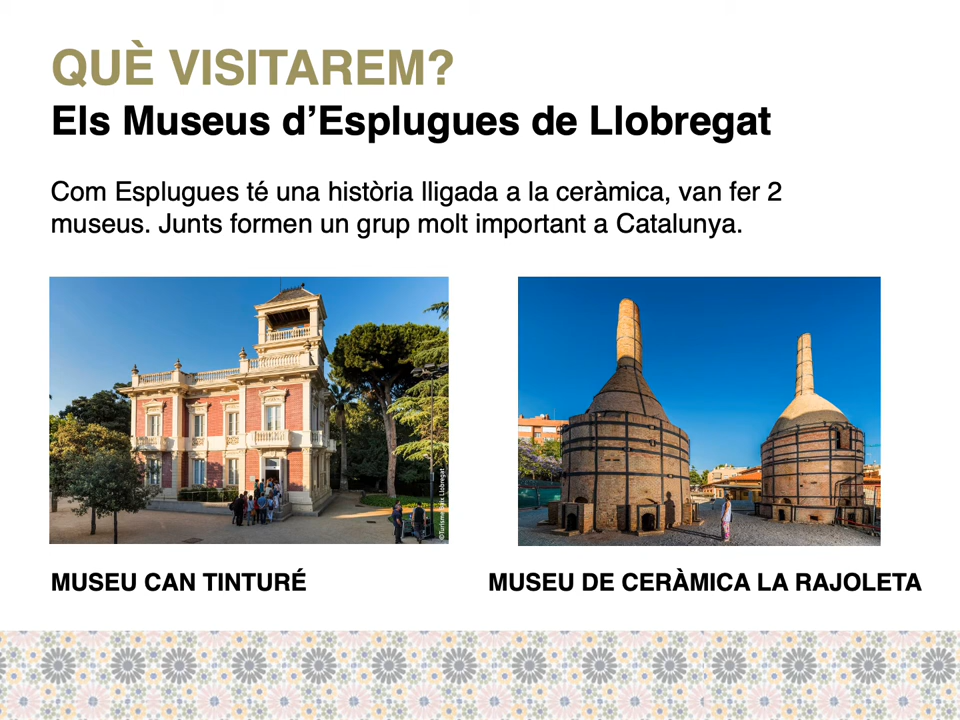 QUÈ VISITAREM?
Els Museus d’Esplugues de Llobregat
Com Esplugues té una història lligada a la ceràmica, van fer 2
museus. Junts formen un grup molt important a Catalunya.
MUSEU CAN TINTURÉ
MUSEU DE CERÀMICA LA RAJOLETA